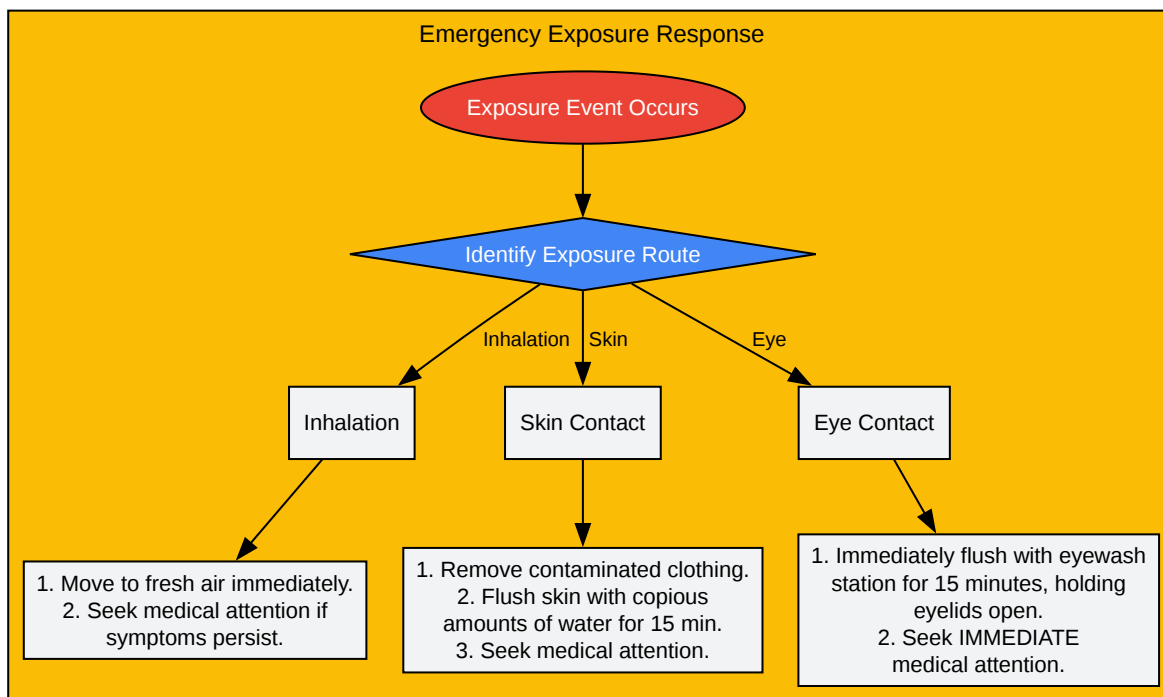 Emergency Exposure Response
Exposure Event Occurs
Identify Exposure Route
Inhalation
Skin
Eye
Inhalation
Skin Contact
Eye Contact
1. Move to fresh air immediately.
2. Seek medical attention if
symptoms persist.
1. Remove contaminated clothing.
2. Flush skin with copious
amounts of water for 15 min.
3. Seek medical attention.
1. Immediately flush with eyewash
station for 15 minutes, holding
eyelids open.
2. Seek IMMEDIATE
medical attention.